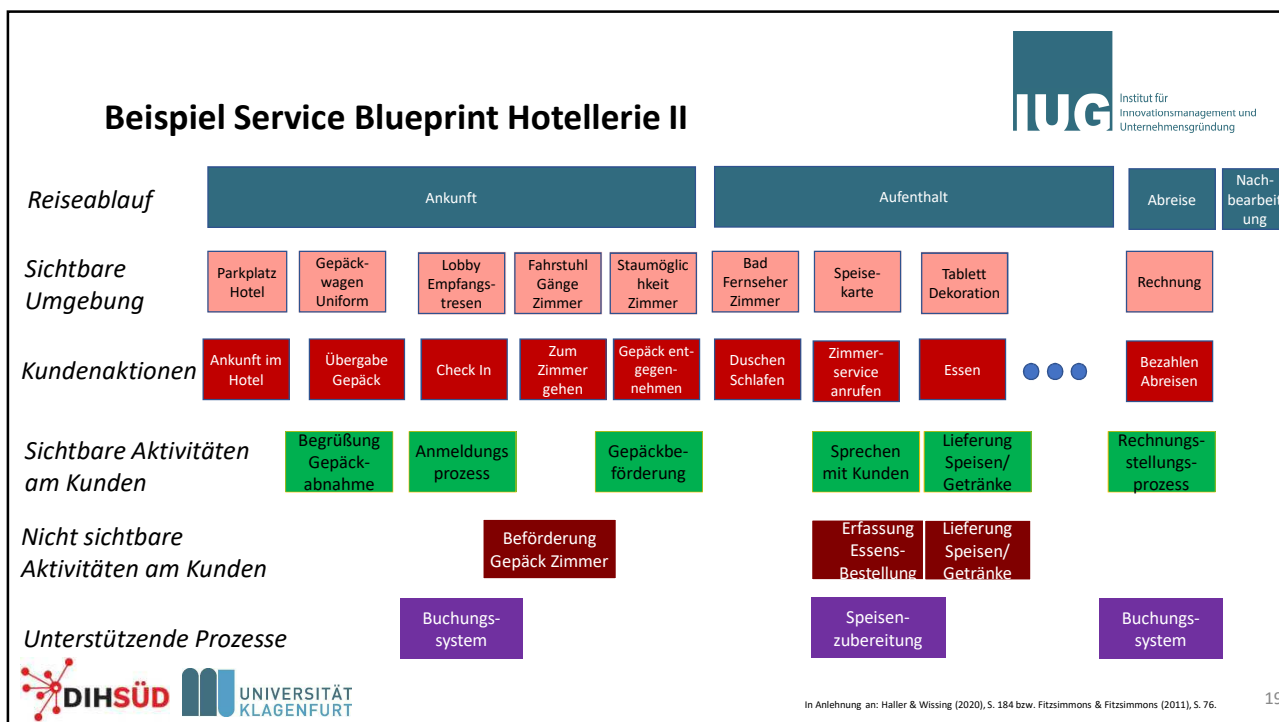 Beispiel Service Blueprint Hotellerie II
IUG
Institut für
Innovationsmanagement und
Unternehmensgründung
Reiseablauf
Ankunft
Aufenthalt
Abreise
Nach-
bearbeit
ung
Sichtbare
Umgebung
Parkplatz
Hotel
Gepäck-
wagen
Uniform
Lobby
Empfangs-
tresen
Fahrstuhl
Gänge
Zimmer
Staumöglic
hkeit
Zimmer
Bad
Fernseher
Zimmer
Speise-
karte
Tablett
Dekoration
Rechnung
Kundenaktionen
Ankunft im
Hotel
Übergabe
Gepäck
Check In
Zum
Zimmer
gehen
Gepäck ent-
gegen-
nehmen
Duschen
Schlafen
Zimmer-
service
anrufen
Essen
Bezahlen
Abreisen
Sichtbare Aktivitäten
am Kunden
Begrüßung
Gepäck-
abnahme
Anmeldungs
prozess
Gepäckbe-
förderung
Sprechen
mit Kunden
Lieferung
Speisen/
Getränke
Rechnungs-
stellungs-
prozess
Nicht sichtbare
Aktivitäten am Kunden
Beförderung
Gepäck Zimmer
Erfassung
Essens-
Bestellung
Lieferung
Speisen/
Getränke
Unterstützende Prozesse
Buchungs-
system
Speisen-
zubereitung
Buchungs-
system
DIHSÜD
UNIVERSITÄT
KLAGENFURT
In Anlehnung an: Haller & Wissing (2020), S. 184 bzw. Fitzsimmons & Fitzsimmons (2011), S. 76.
19